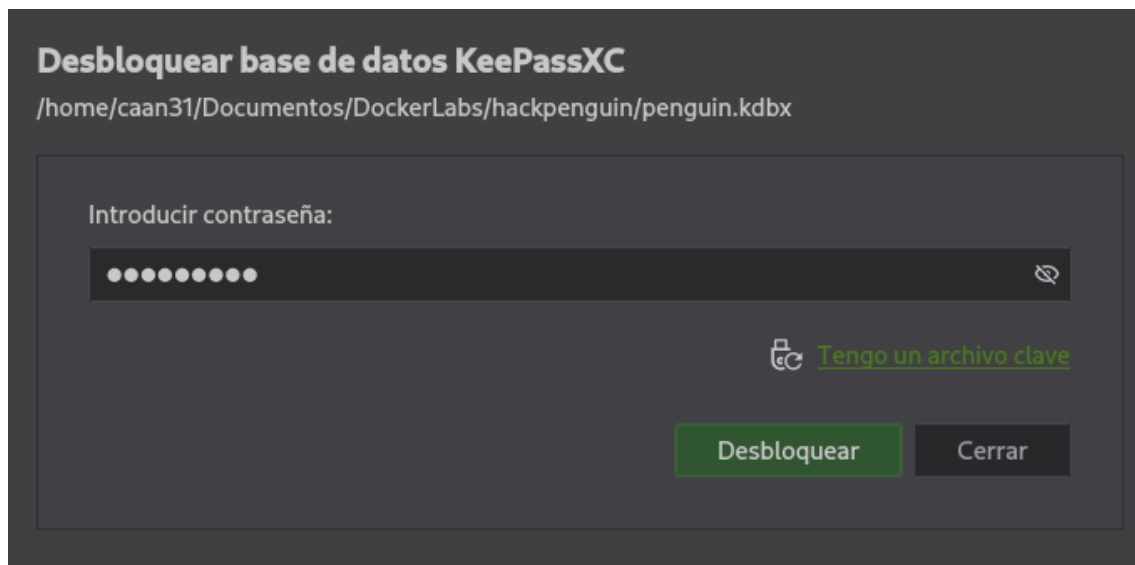 Desbloquear base de datos KeePassXC
/home/caan31/Documentos/DockerLabs/hackpenguin/penguin.kdbx
Introducir contraseña:
●●●●●●●●●
Tengo un archivo clave
Desbloquear
Cerrar